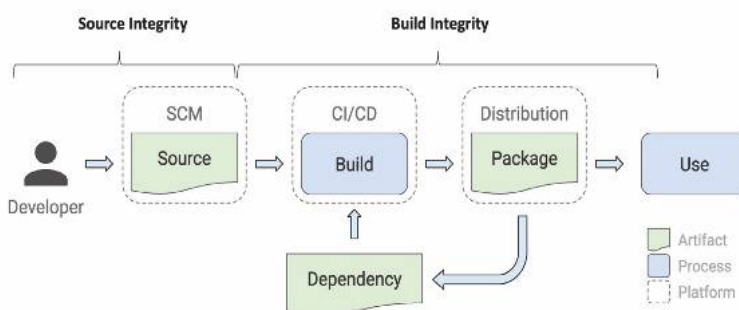 Source Integrity
Build Integrity
SCM
Source
CI/CD
Build
Distribution
Package
Use
Developer
Dependency
Artifact
Process
Platform